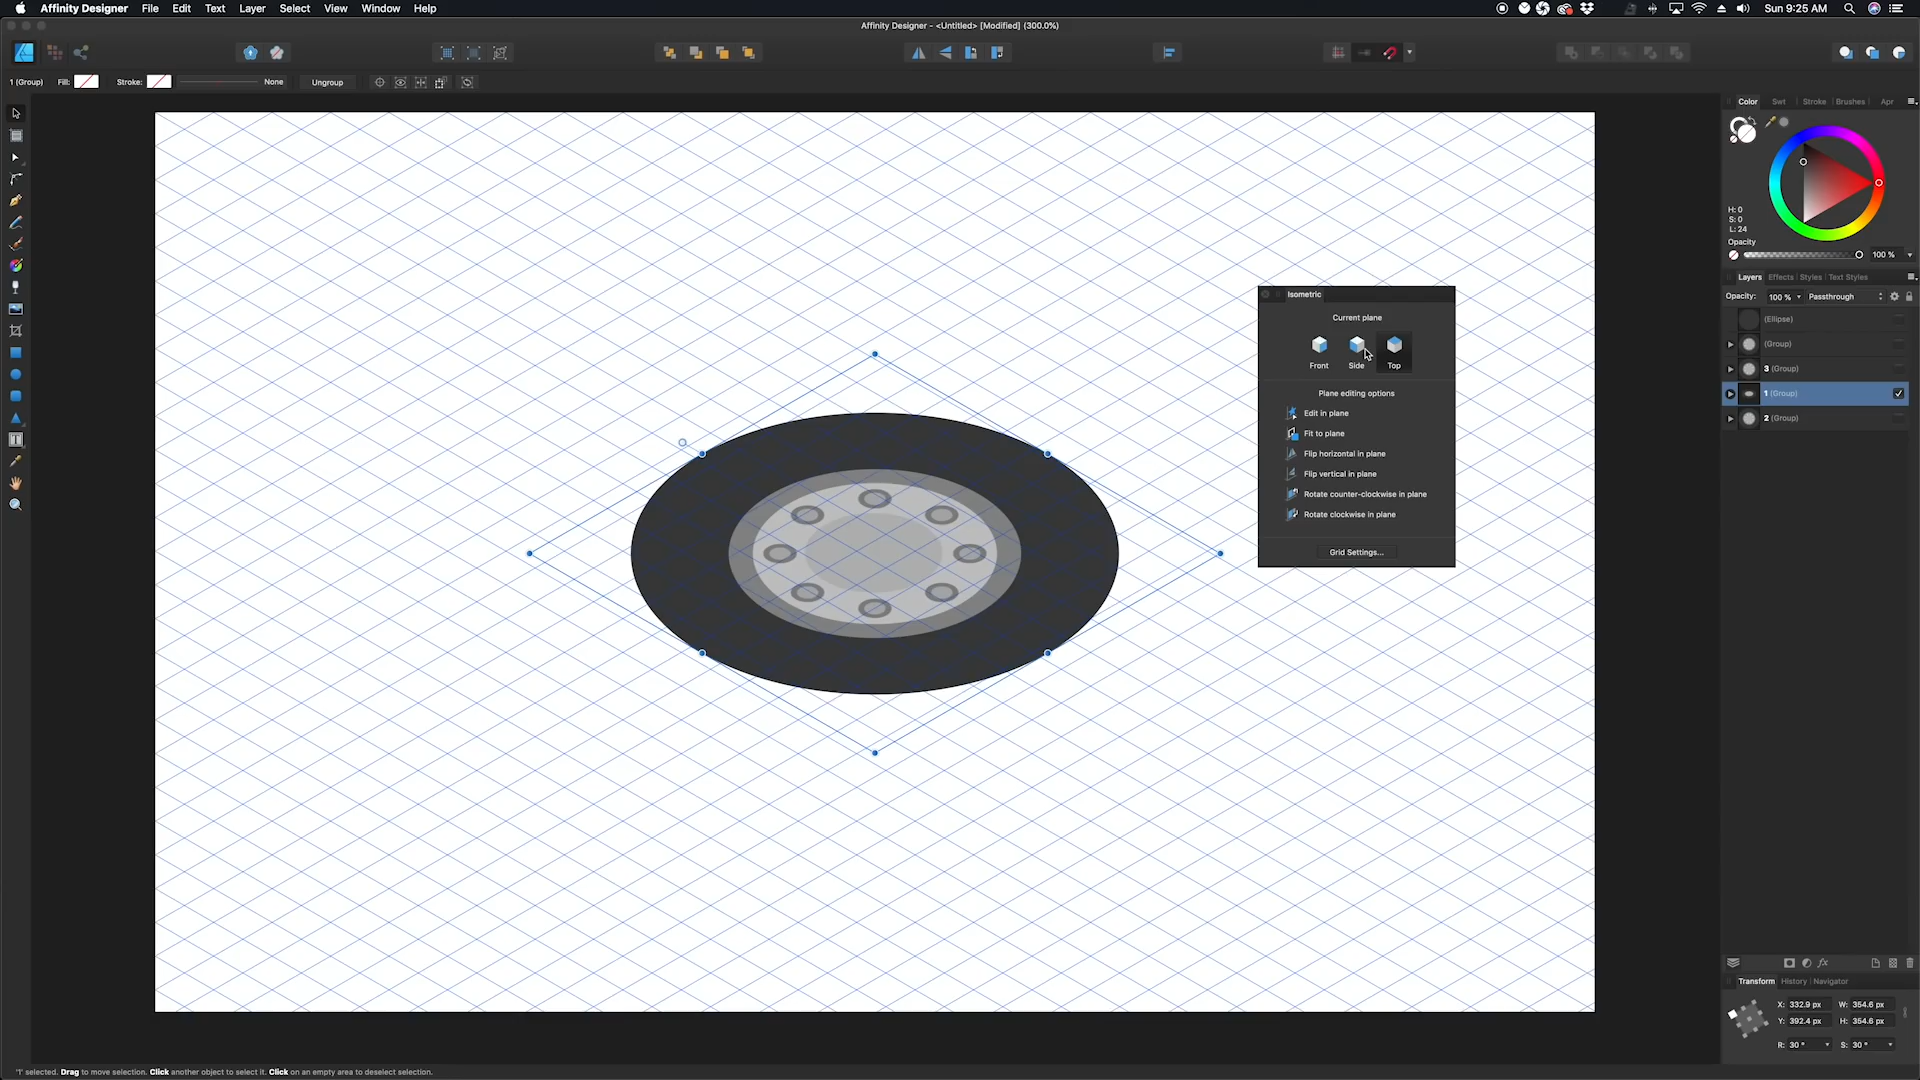 Affinity Designer File Edit Text Layer Select View Window Help
Sun 9:25 AM
Affinity Designer - <Untitled> [Modified] (300.0%)
1 (Group) Fill: Stroke: None Ungroup
Color Swt Stroke Brushes Apr
H: 0
S: 0
L: 24
Opacity
100 %
Layers Effects Styles Text Styles
Opacity: 100 % Passthrough
(Ellipse)
(Group)
3 (Group)
1 (Group)
2 (Group)
Isometric
Current plane
Front Side Top
Plane editing options
Edit in plane
Fit to plane
Flip horizontal in plane
Flip vertical in plane
Rotate counter-clockwise in plane
Rotate clockwise in plane
Grid Settings...
Transform History Navigator
X: 332.9 px W: 354.6 px
Y: 392.4 px H: 354.6 px
R: 30 ° S: 30 °
'1' selected. Drag to move selection. Click another object to select it. Click on an empty area to deselect selection.